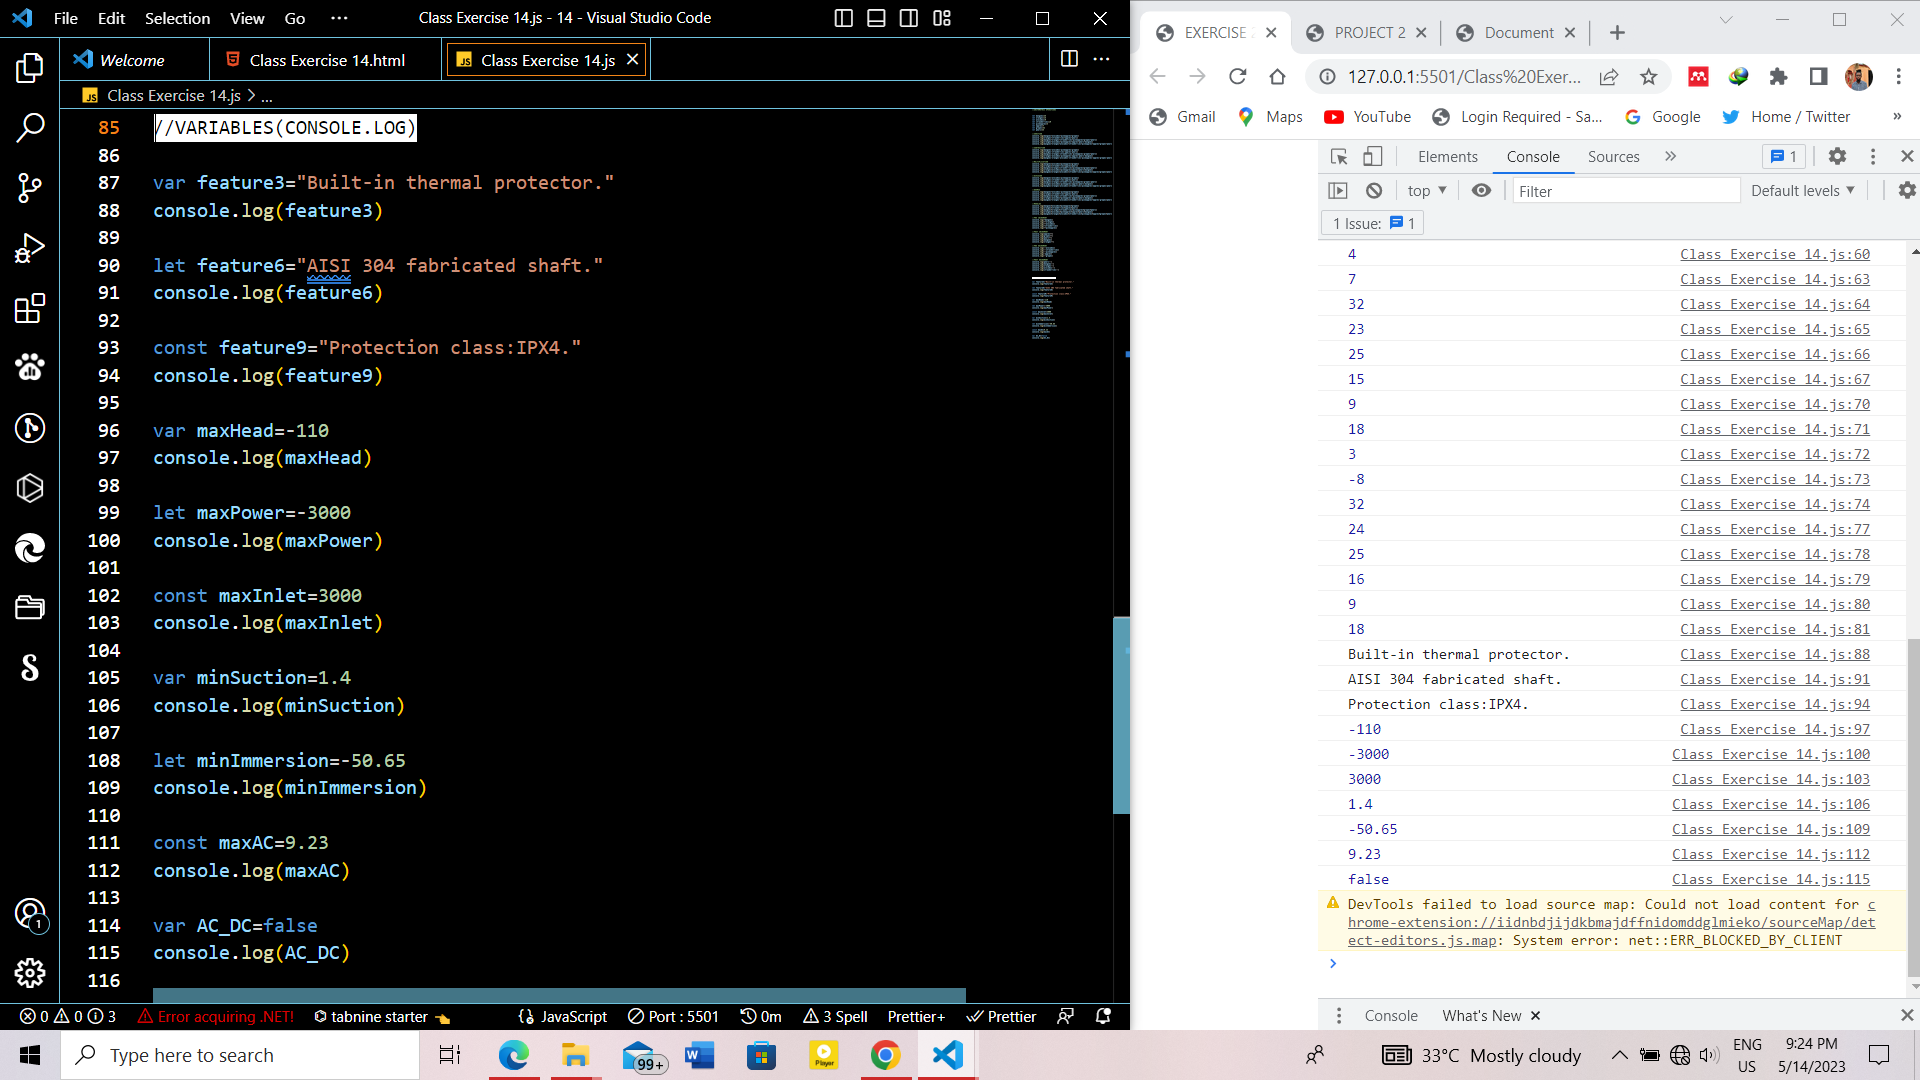 File Edit Selection View Go ··· Class Exercise 14.js - 14 - Visual Studio Code
Welcome Class Exercise 14.html JS Class Exercise 14.js
JS Class Exercise 14.js > ...
85 //VARIABLES(CONSOLE.LOG)
86
87 var feature3="Built-in thermal protector."
88 console.log(feature3)
89
90 let feature6="AISI 304 fabricated shaft."
91 console.log(feature6)
92
93 const feature9="Protection class:IPX4."
94 console.log(feature9)
95
96 var maxHead=-110
97 console.log(maxHead)
98
99 let maxPower=-3000
100 console.log(maxPower)
101
102 const maxInlet=3000
103 console.log(maxInlet)
104
105 var minSuction=1.4
106 console.log(minSuction)
107
108 let minImmersion=-50.65
109 console.log(minImmersion)
110
111 const maxAC=9.23
112 console.log(maxAC)
113
114 var AC_DC=false
115 console.log(AC_DC)
116
1
0 0 3 Error acquiring .NET! tabnine starter JavaScript Port : 5501 0m 3 Spell Prettier+ Prettier
EXERCISE PROJECT 2 Document
127.0.0.1:5501/Class%20Exer...
Gmail Maps YouTube Login Required - Sa... Google Home / Twitter »
Elements Console Sources » 1
top Filter Default levels
1 Issue: 1
4 Class Exercise 14.js:60
7 Class Exercise 14.js:63
32 Class Exercise 14.js:64
23 Class Exercise 14.js:65
25 Class Exercise 14.js:66
15 Class Exercise 14.js:67
9 Class Exercise 14.js:70
18 Class Exercise 14.js:71
3 Class Exercise 14.js:72
-8 Class Exercise 14.js:73
32 Class Exercise 14.js:74
24 Class Exercise 14.js:77
25 Class Exercise 14.js:78
16 Class Exercise 14.js:79
9 Class Exercise 14.js:80
18 Class Exercise 14.js:81
Built-in thermal protector. Class Exercise 14.js:88
AISI 304 fabricated shaft. Class Exercise 14.js:91
Protection class:IPX4. Class Exercise 14.js:94
-110 Class Exercise 14.js:97
-3000 Class Exercise 14.js:100
3000 Class Exercise 14.js:103
1.4 Class Exercise 14.js:106
-50.65 Class Exercise 14.js:109
9.23 Class Exercise 14.js:112
false Class Exercise 14.js:115
DevTools failed to load source map: Could not load content for c
hrome-extension://iidnbdjijdkbmajdffnidomddglmieko/sourceMap/det
ect-editors.js.map: System error: net::ERR_BLOCKED_BY_CLIENT
>
Console What's New
Type here to search 99+ Player 33°C Mostly cloudy ENG US 9:24 PM 5/14/2023